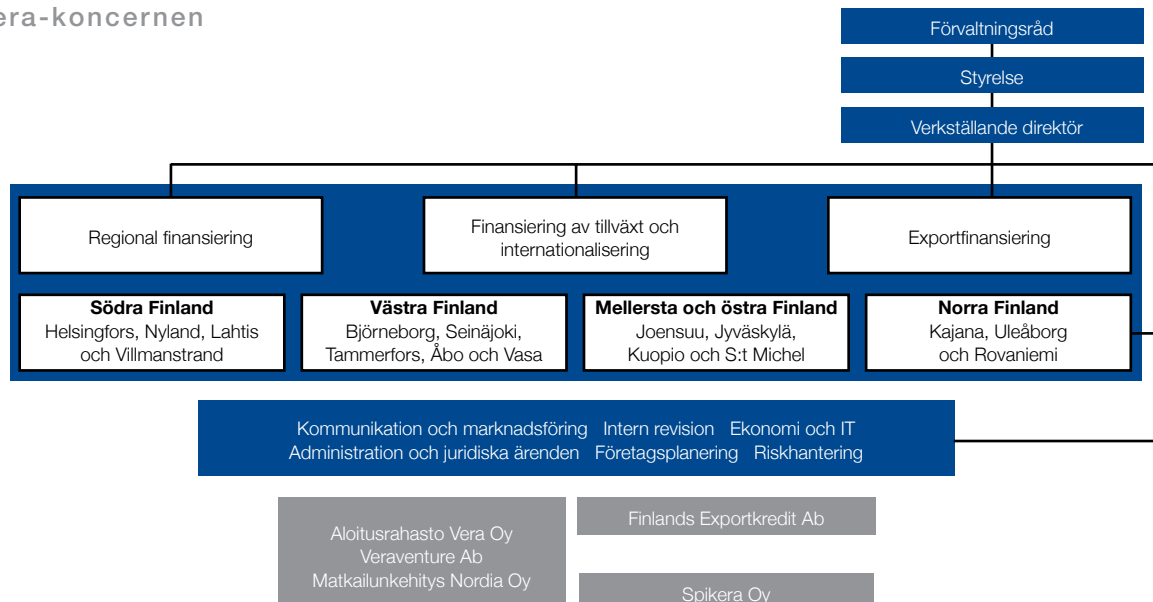 era-koncernen
Förvaltningsråd
Styrelse
Verkställande direktör
Regional finansiering
Finansiering av tillväxt och
internationalisering
Exportfinansiering
Södra Finland
Helsingfors, Nyland, Lahtis
och Villmanstrand
Västra Finland
Björneborg, Seinäjoki,
Tammerfors, Åbo och Vasa
Mellersta och östra Finland
Joensuu, Jyväskylä,
Kuopio och S:t Michel
Norra Finland
Kajana, Uleåborg
och Rovaniemi
Kommunikation och marknadsföring Intern revision Ekonomi och IT
Administration och juridiska ärenden Företagsplanering Riskhantering
Aloitusrahasto Vera Oy
Veraventure Ab
Matkailunkehitys Nordia Oy
Finlands Exportkredit Ab
Spikera Oy